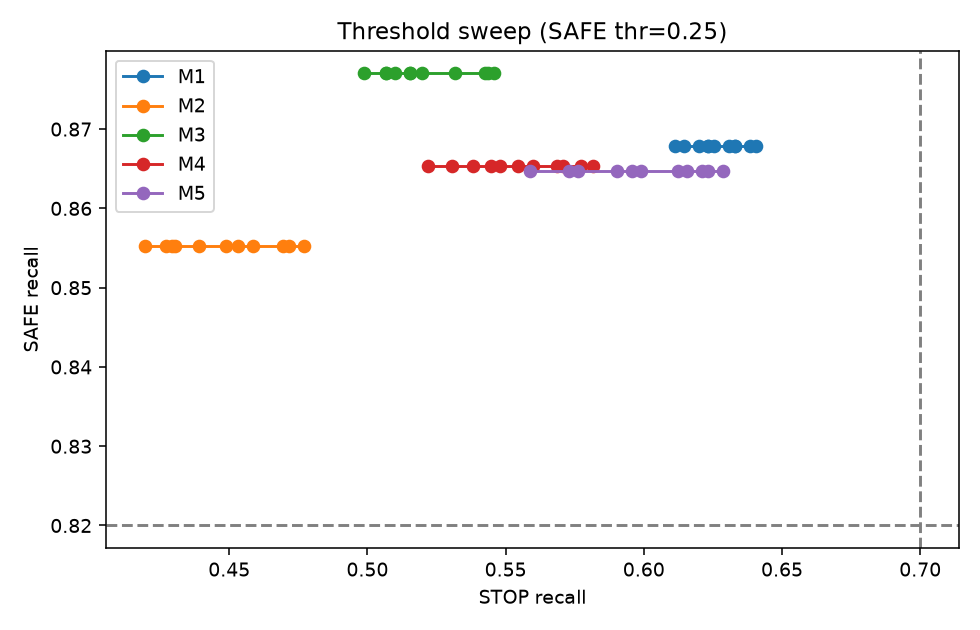 Threshold sweep (SAFE thr=0.25)
M1
M2
M3
M4
M5
SAFE recall
0.87
0.86
0.85
0.84
0.83
0.82
0.45 0.50 0.55 0.60 0.65 0.70
STOP recall